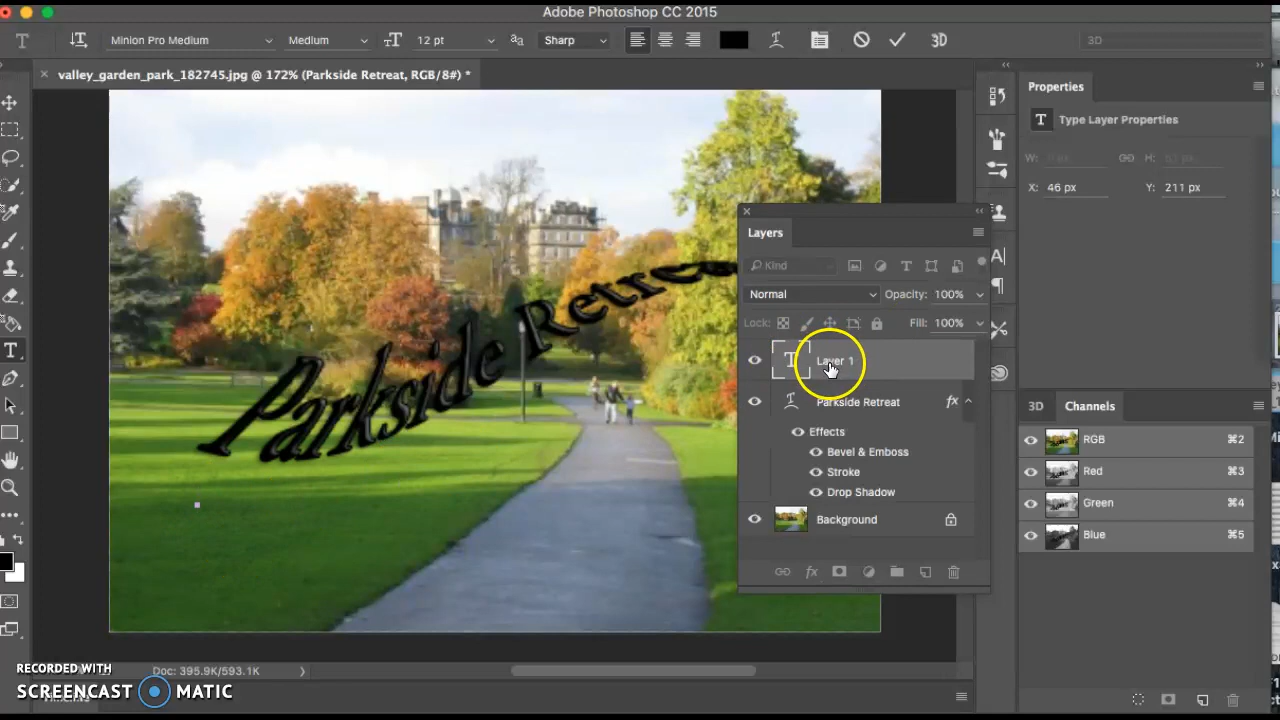 Adobe Photoshop CC 2015
Minion Pro Medium Medium 12 pt Sharp 3D 3D
valley_garden_park_182745.jpg @ 172% (Parkside Retreat, RGB/8#) *
Properties
Type Layer Properties
W: H:
X: 46 px Y: 211 px
Layers
Kind
Normal Opacity: 100%
Lock: Fill: 100%
Layer 1
Parkside Retreat fx
Effects
Bevel & Emboss
Stroke
Drop Shadow
Background
fx
Parkside Retrea
3D Channels
RGB ⌘2
Red ⌘3
Green ⌘4
Blue ⌘5
Doc: 395.9K/593.1K
RECORDED WITH
SCREENCAST MATIC